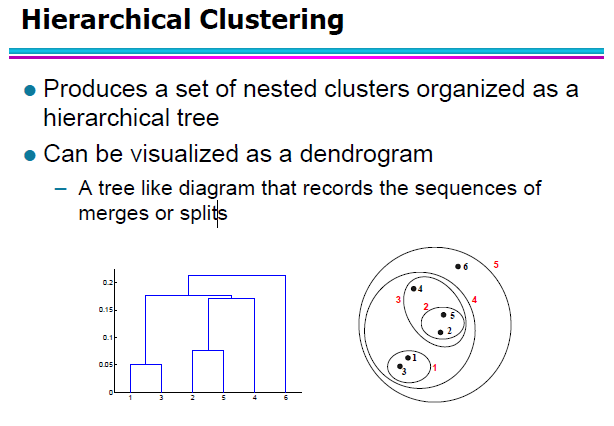 Hierarchical Clustering
● Produces a set of nested clusters organized as a
hierarchical tree
● Can be visualized as a dendrogram
– A tree like diagram that records the sequences of
merges or splits
0.2
0.15
0.1
0.05
0
1 3 2 5 4 6
6 5
4
3 2 4
5
2
1
3 1